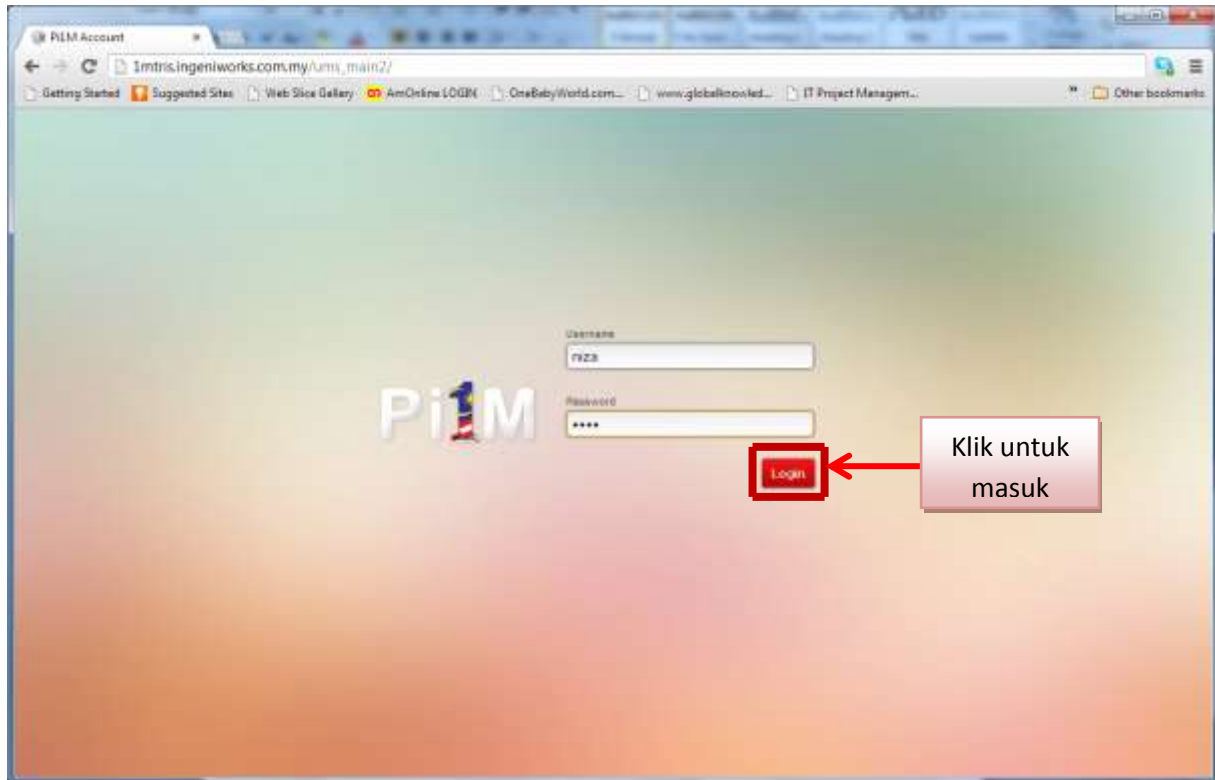 Pi1M Account
1mtris.ingeniworks.com.my/ums_main2/
Getting Started Suggested Sites Web Slice Gallery AmOnline LOGIN OneBabyWorld.com... www.globalknowled... IT Project Managem... » Other bookmarks
Username
niza
Pi1M
Password
••••
Login
Klik untuk
masuk